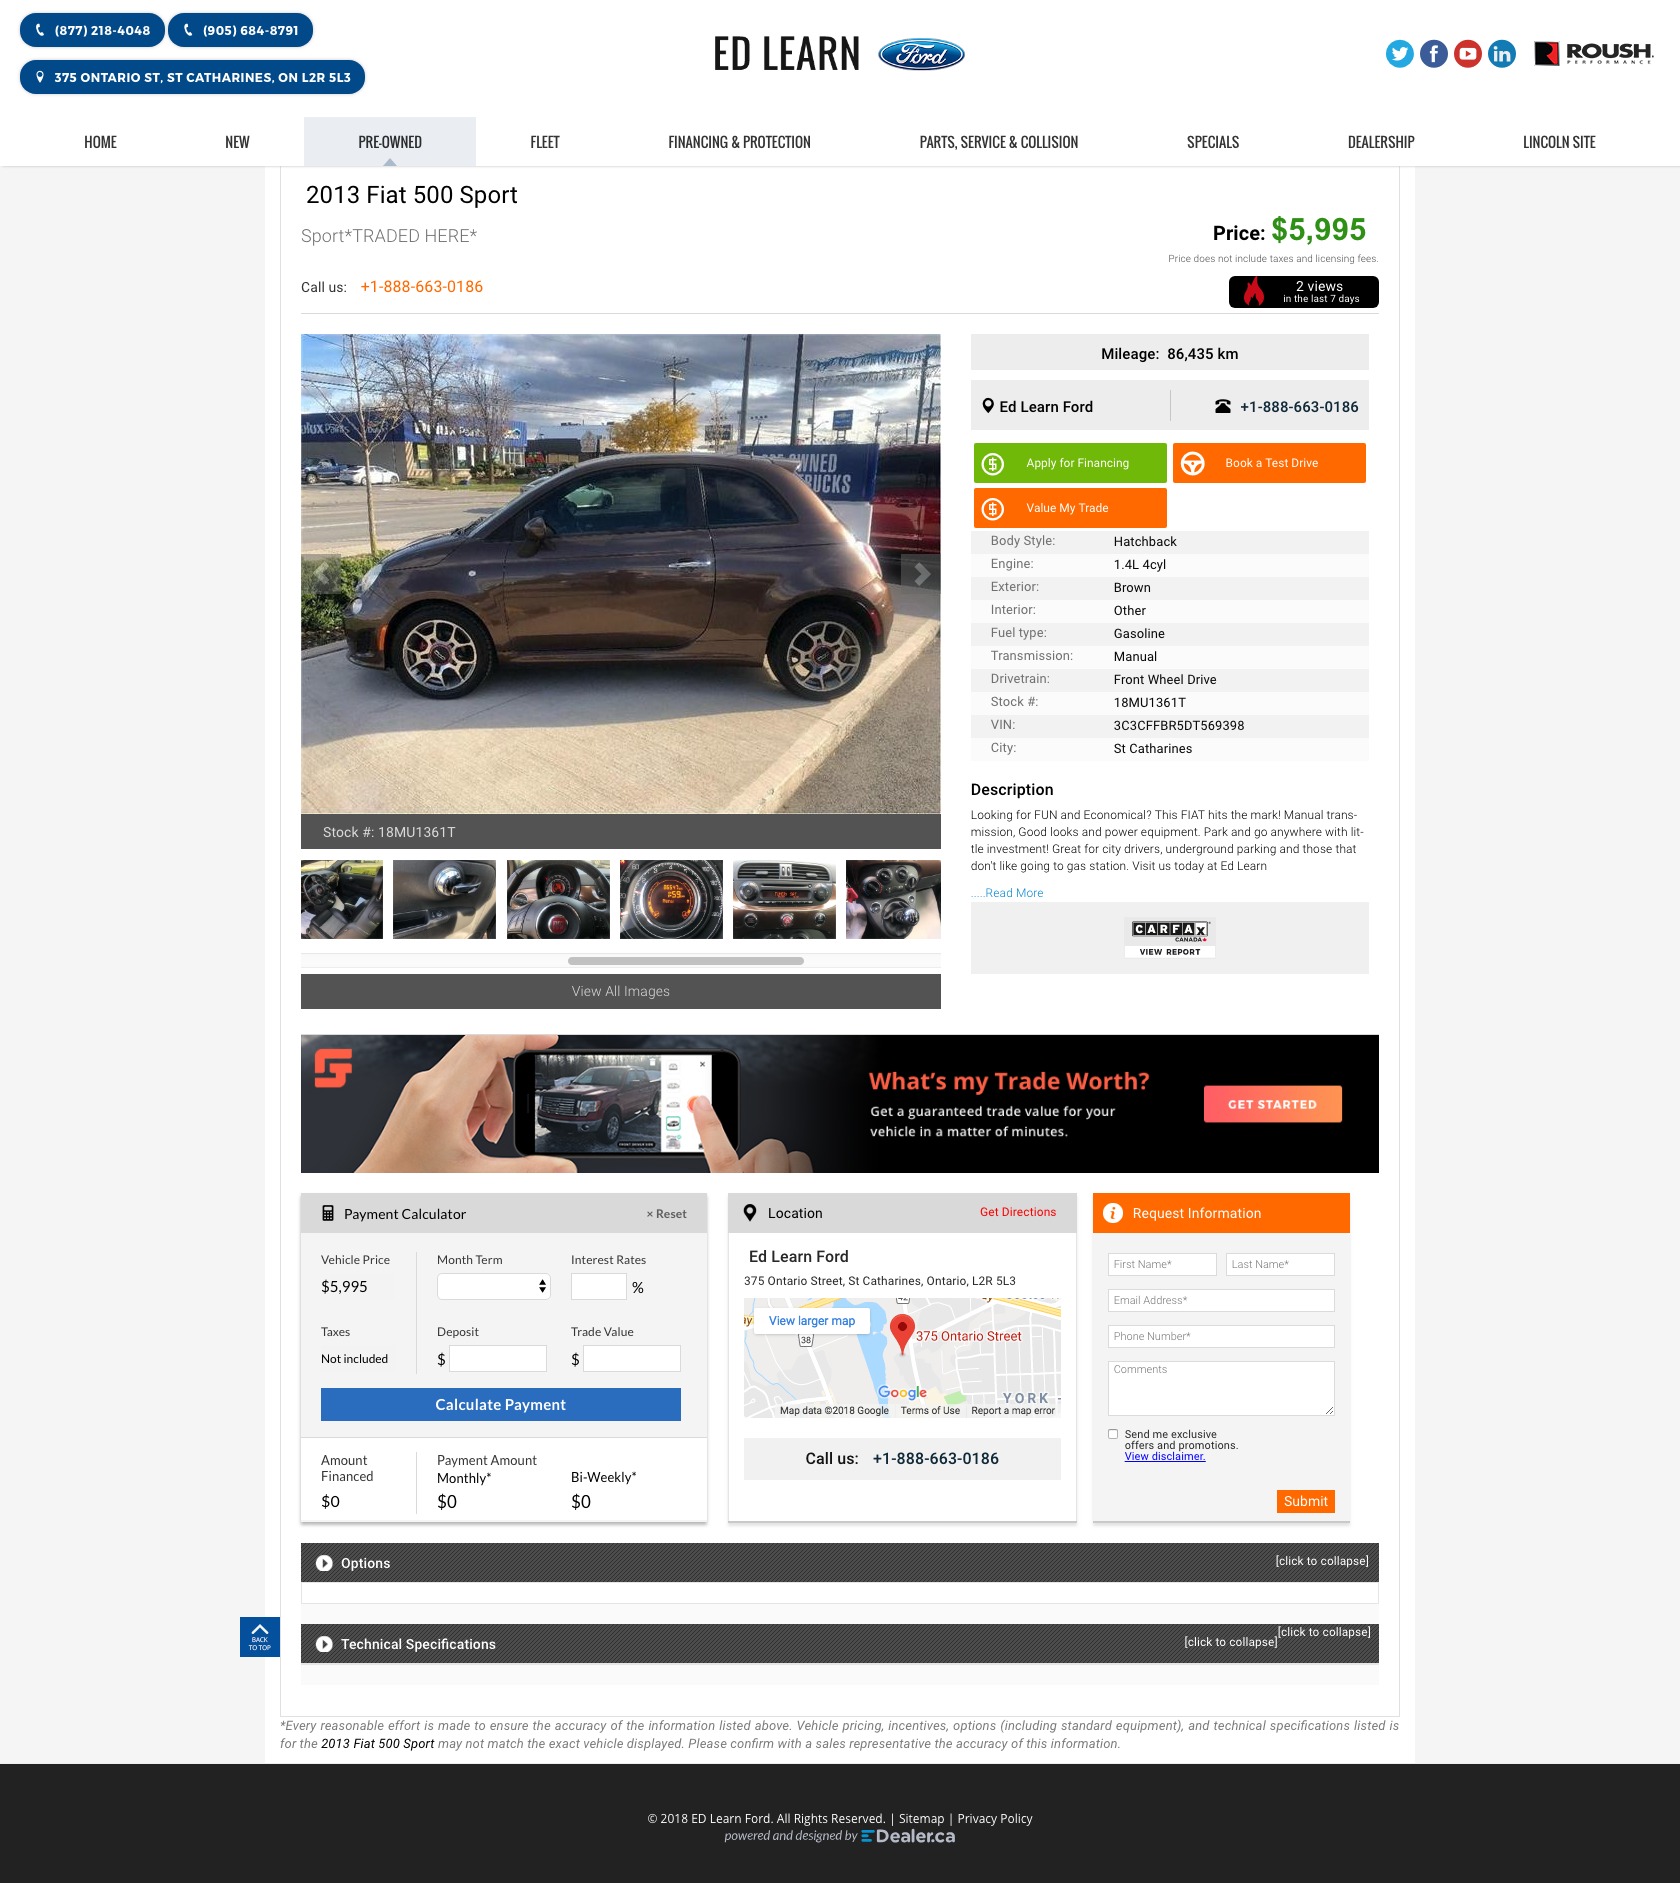 (877) 218-4048
(905) 684-8791
375 ONTARIO ST, ST CATHARINES, ON L2R 5L3
ED LEARN
Ford
ROUSH
PERFORMANCE
HOME
NEW
PRE-OWNED
FLEET
FINANCING & PROTECTION
PARTS, SERVICE & COLLISION
SPECIALS
DEALERSHIP
LINCOLN SITE
2013 Fiat 500 Sport
Sport*TRADED HERE*
Price: $5,995
Price does not include taxes and licensing fees.
Call us: +1-888-663-0186
2 views
in the last 7 days
OWNED
UCKS
Stock #: 18MU1361T
View All Images
Mileage: 86,435 km
Ed Learn Ford
+1-888-663-0186
Apply for Financing
Book a Test Drive
Value My Trade
Body Style: Hatchback
Engine: 1.4L 4cyl
Exterior: Brown
Interior: Other
Fuel type: Gasoline
Transmission: Manual
Drivetrain: Front Wheel Drive
Stock #: 18MU1361T
VIN: 3C3CFFBR5DT569398
City: St Catharines
Description
Looking for FUN and Economical? This FIAT hits the mark! Manual trans-
mission, Good looks and power equipment. Park and go anywhere with lit-
tle investment! Great for city drivers, underground parking and those that
don't like going to gas station. Visit us today at Ed Learn
.....Read More
CARFAX
CANADA
VIEW REPORT
What's my Trade Worth?
Get a guaranteed trade value for your
vehicle in a matter of minutes.
GET STARTED
Payment Calculator
× Reset
Vehicle Price
Month Term
Interest Rates
$5,995
%
Taxes
Deposit
Trade Value
Not included
$
$
Calculate Payment
Amount
Financed
Payment Amount
Monthly*
Bi-Weekly*
$0
$0
$0
Location
Get Directions
Ed Learn Ford
375 Ontario Street, St Catharines, Ontario, L2R 5L3
View larger map
42
38
375 Ontario Street
Google
YORK
Map data ©2018 Google
Terms of Use
Report a map error
Call us: +1-888-663-0186
Request Information
First Name*
Last Name*
Email Address*
Phone Number*
Comments
Send me exclusive
offers and promotions.
View disclaimer.
Submit
Options
[click to collapse]
Technical Specifications
[click to collapse]
[click to collapse]
BACK
TO TOP
*Every reasonable effort is made to ensure the accuracy of the information listed above. Vehicle pricing, incentives, options (including standard equipment), and technical specifications listed is
for the 2013 Fiat 500 Sport may not match the exact vehicle displayed. Please confirm with a sales representative the accuracy of this information.
© 2018 ED Learn Ford. All Rights Reserved. | Sitemap | Privacy Policy
powered and designed by EDealer.ca